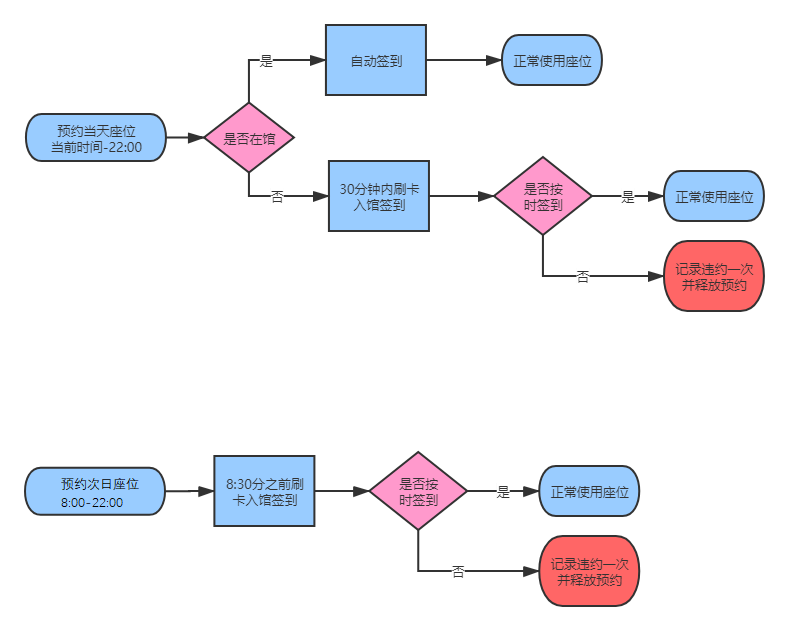 是
自动签到
正常使用座位
预约当天座位
当前时间-22:00
是否在馆
否
30分钟内刷卡
入馆签到
是否按
时签到
是
正常使用座位
否
记录违约一次
并释放预约
预约次日座位
8:00-22:00
8:30分之前刷
卡入馆签到
是否按
时签到
是
正常使用座位
否
记录违约一次
并释放预约